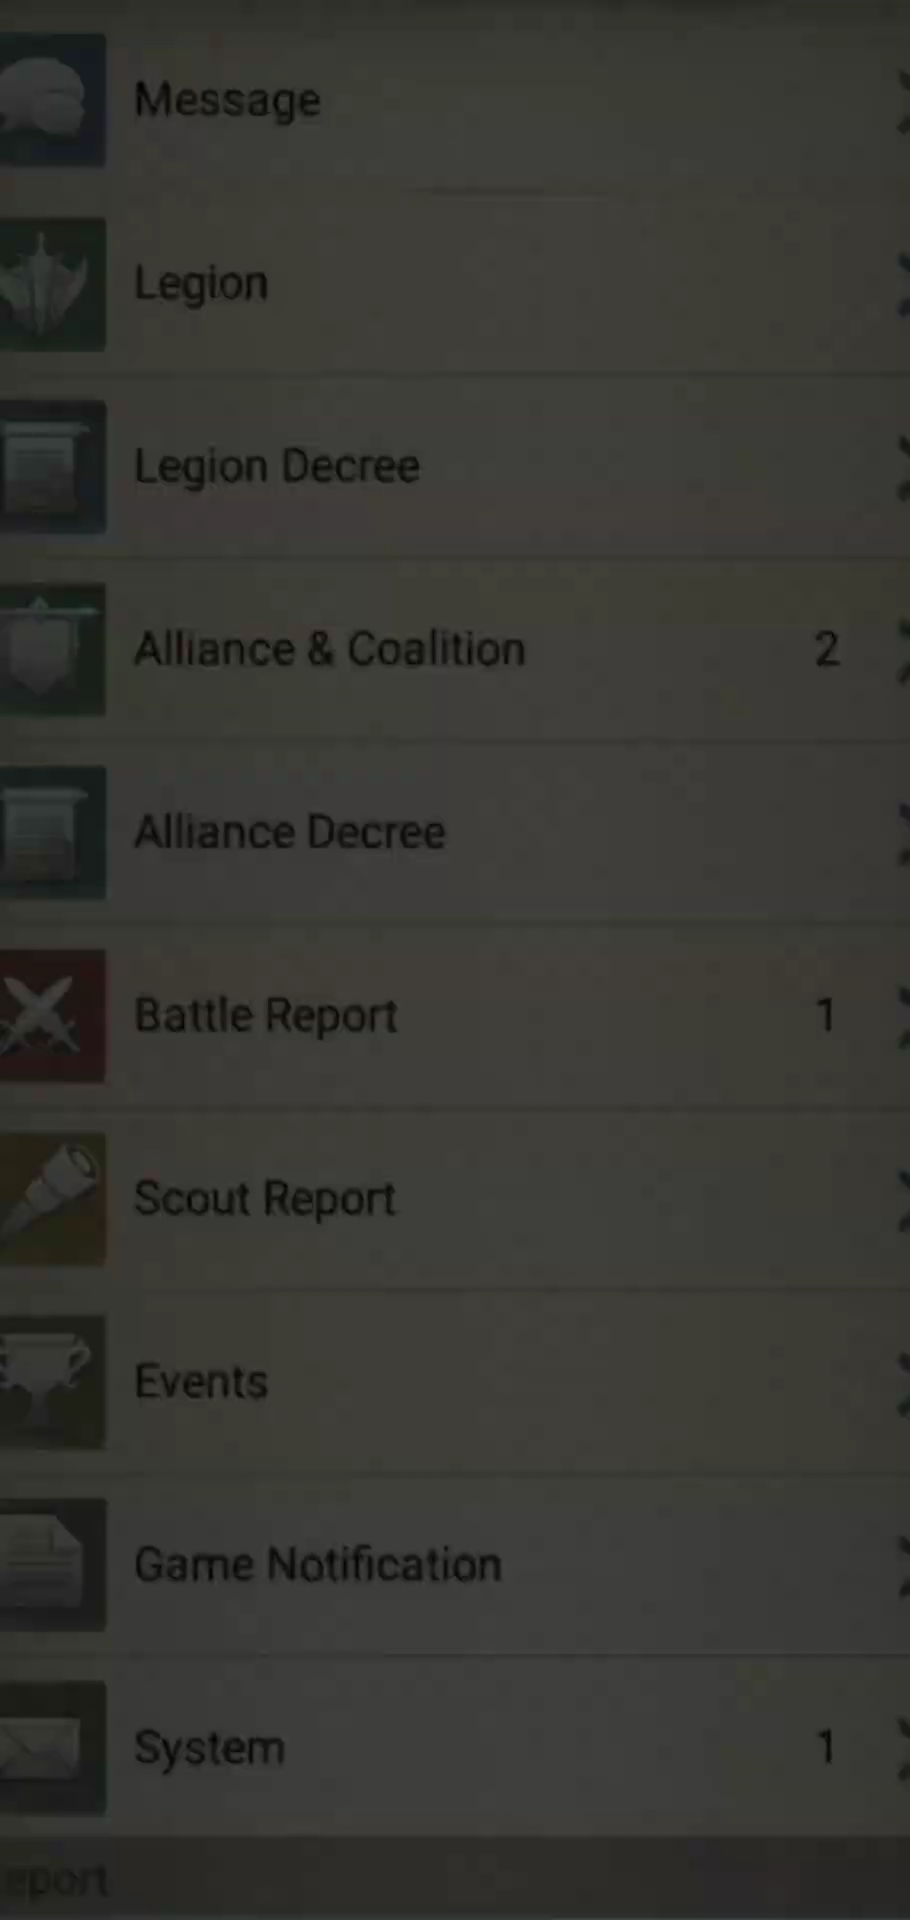 Message
Legion
Legion Decree
Alliance & Coalition 2
Alliance Decree
Battle Report 1
Scout Report
Events
Game Notification
System 1
eport